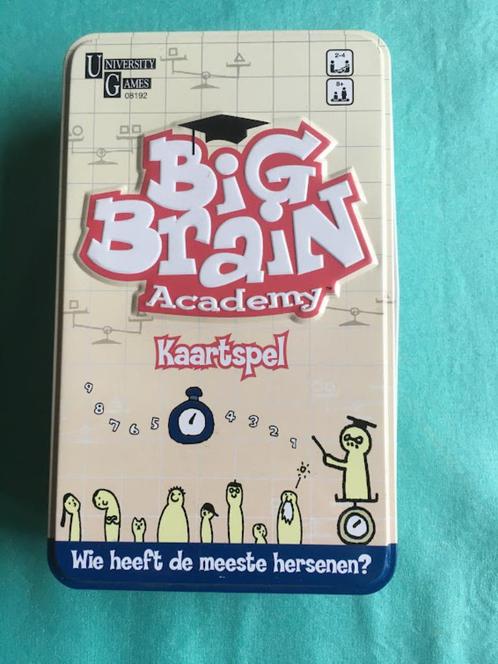 University
Games
08192
2-4
8+
Big
Brain
Academy™
Kaartspel
9 8 7 6 5 4 3 2 1
Wie heeft de meeste hersenen?